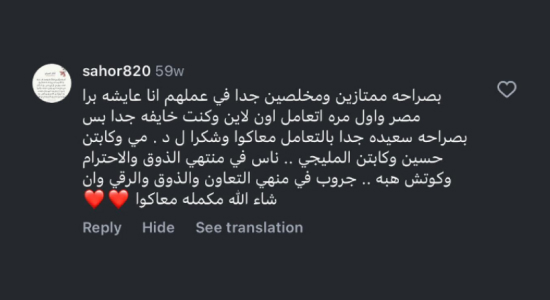 sahor820 59w
بصراحه ممتازين ومخلصين جدا في عملهم انا عايشه برا
مصر واول مره اتعامل اون لاين وكنت خايفه جدا بس
بصراحه سعيده جدا بالتعامل معاكوا وشكرا ل د . مي وكابتن
حسين وكابتن المليجي .. ناس في منتهي الذوق والاحترام
وكوتش هبه .. جروب في منهي التعاون والذوق والرقي وان
شاء الله مكمله معاكوا ❤️❤️
Reply Hide See translation